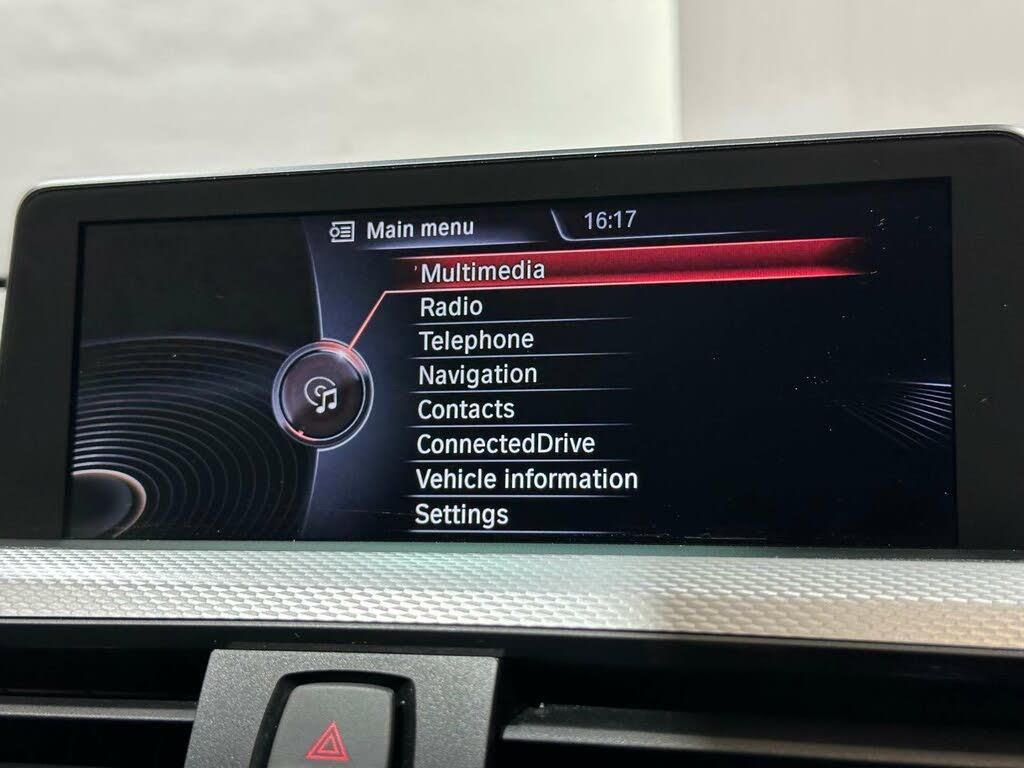 Main menu
16:17
Multimedia
Radio
Telephone
Navigation
Contacts
ConnectedDrive
Vehicle information
Settings